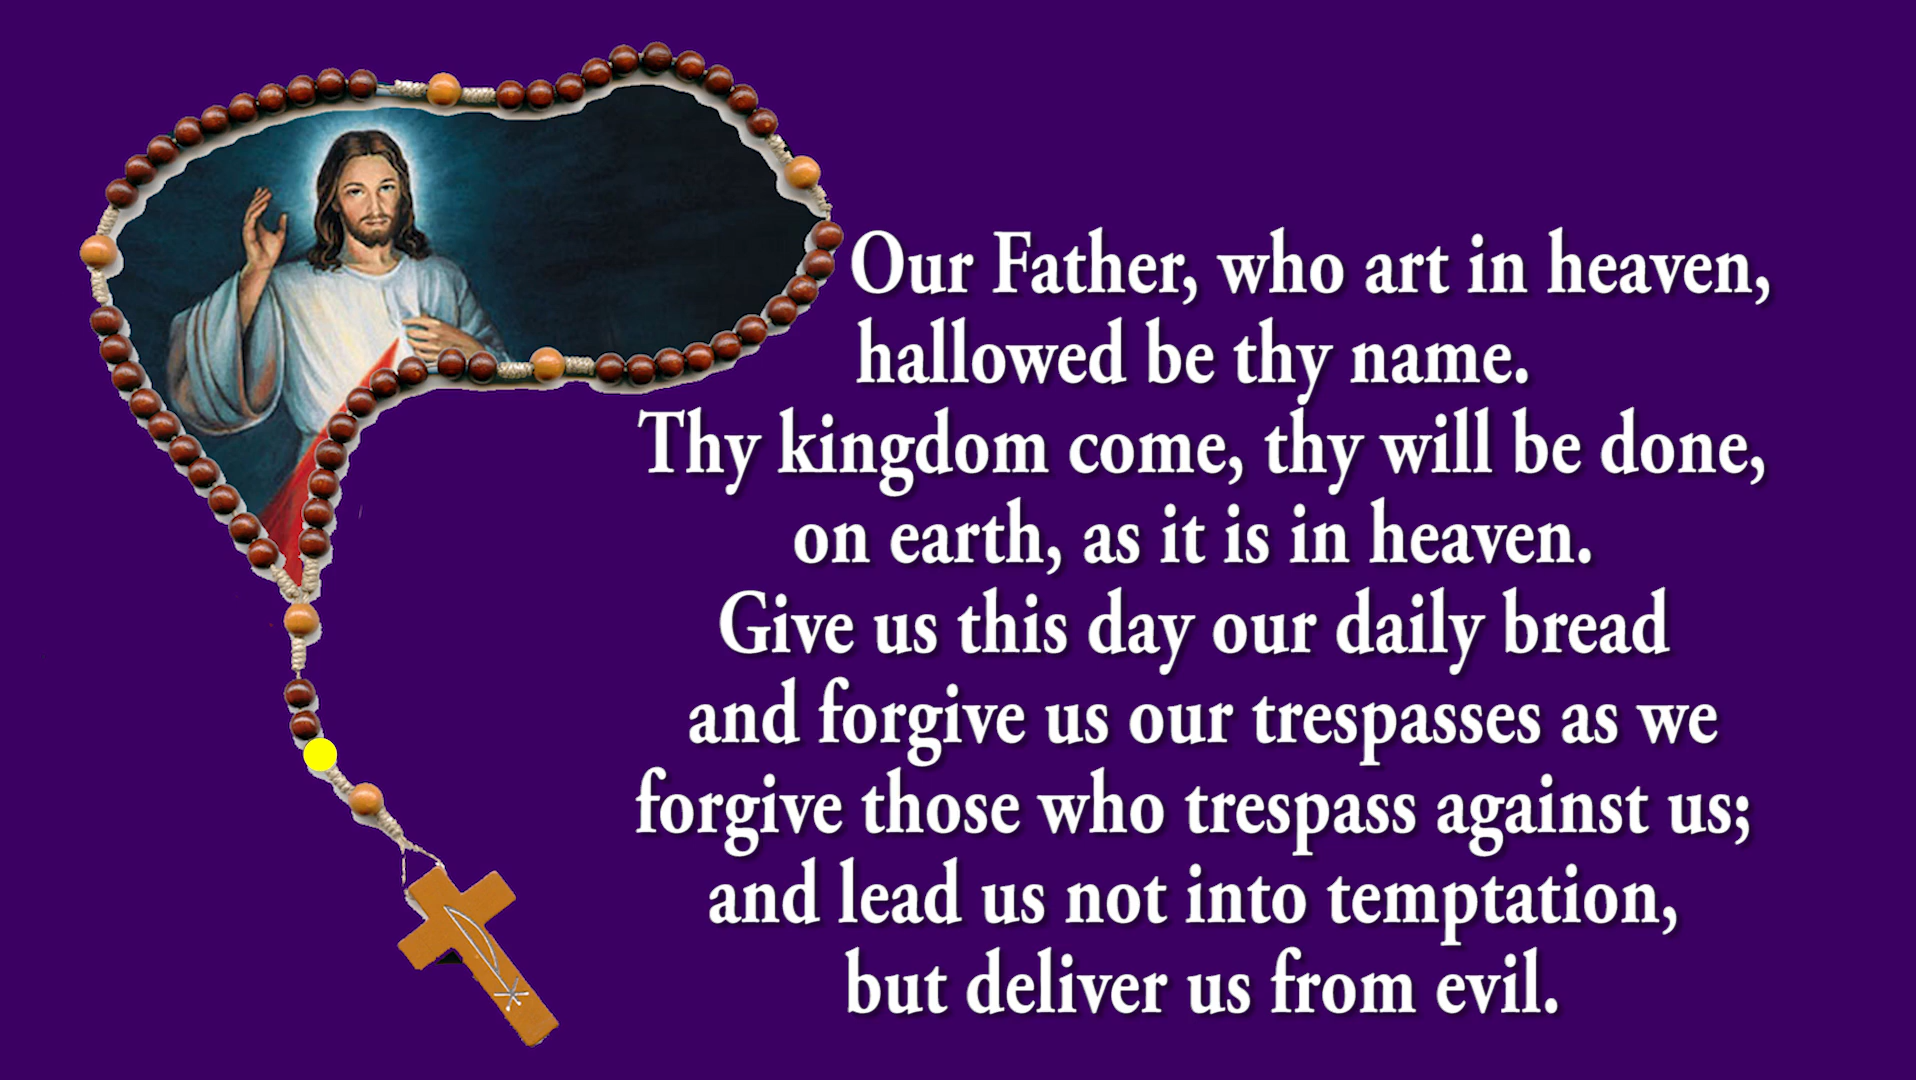 Our Father, who art in heaven,
hallowed be thy name.
Thy kingdom come, thy will be done,
on earth, as it is in heaven.
Give us this day our daily bread
and forgive us our trespasses as we
forgive those who trespass against us;
and lead us not into temptation,
but deliver us from evil.